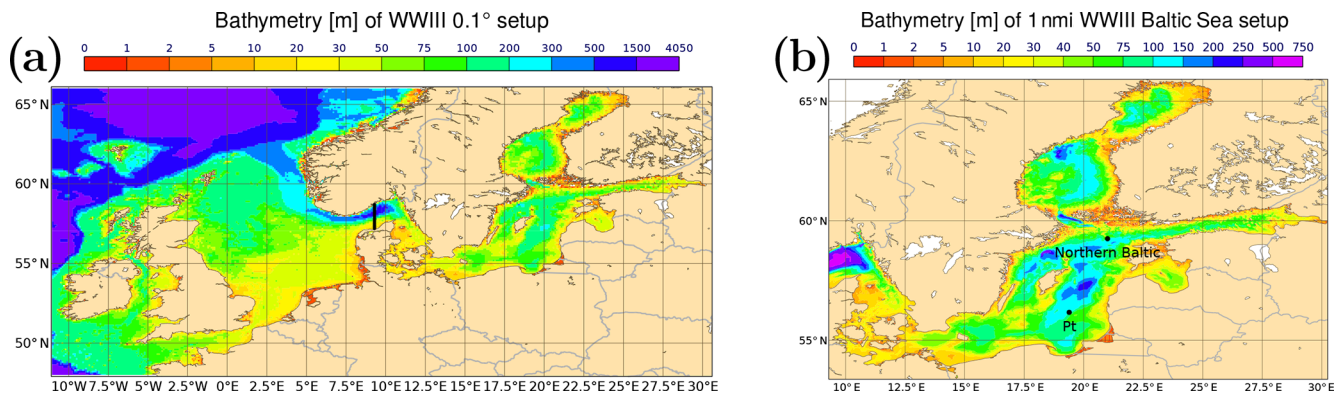 Bathymetry [m] of WWIII 0.1° setup
(a)
0 1 2 5 10 20 30 50 75 100 200 300 500 1500 4050
65°N
60°N
55°N
50°N
10°W 7.5°W 5°W 2.5°W 0°E 2.5°E 5°E 7.5°E 10°E 12.5°E 15°E 17.5°E 20°E 22.5°E 25°E 27.5°E 30°E
Bathymetry [m] of 1 nmi WWIII Baltic Sea setup
(b)
0 1 2 5 10 20 30 40 50 75 100 150 200 250 500 750
65°N
60°N
Northern Baltic
Pt
55°N
10°E 12.5°E 15°E 17.5°E 20°E 22.5°E 25°E 27.5°E 30°E